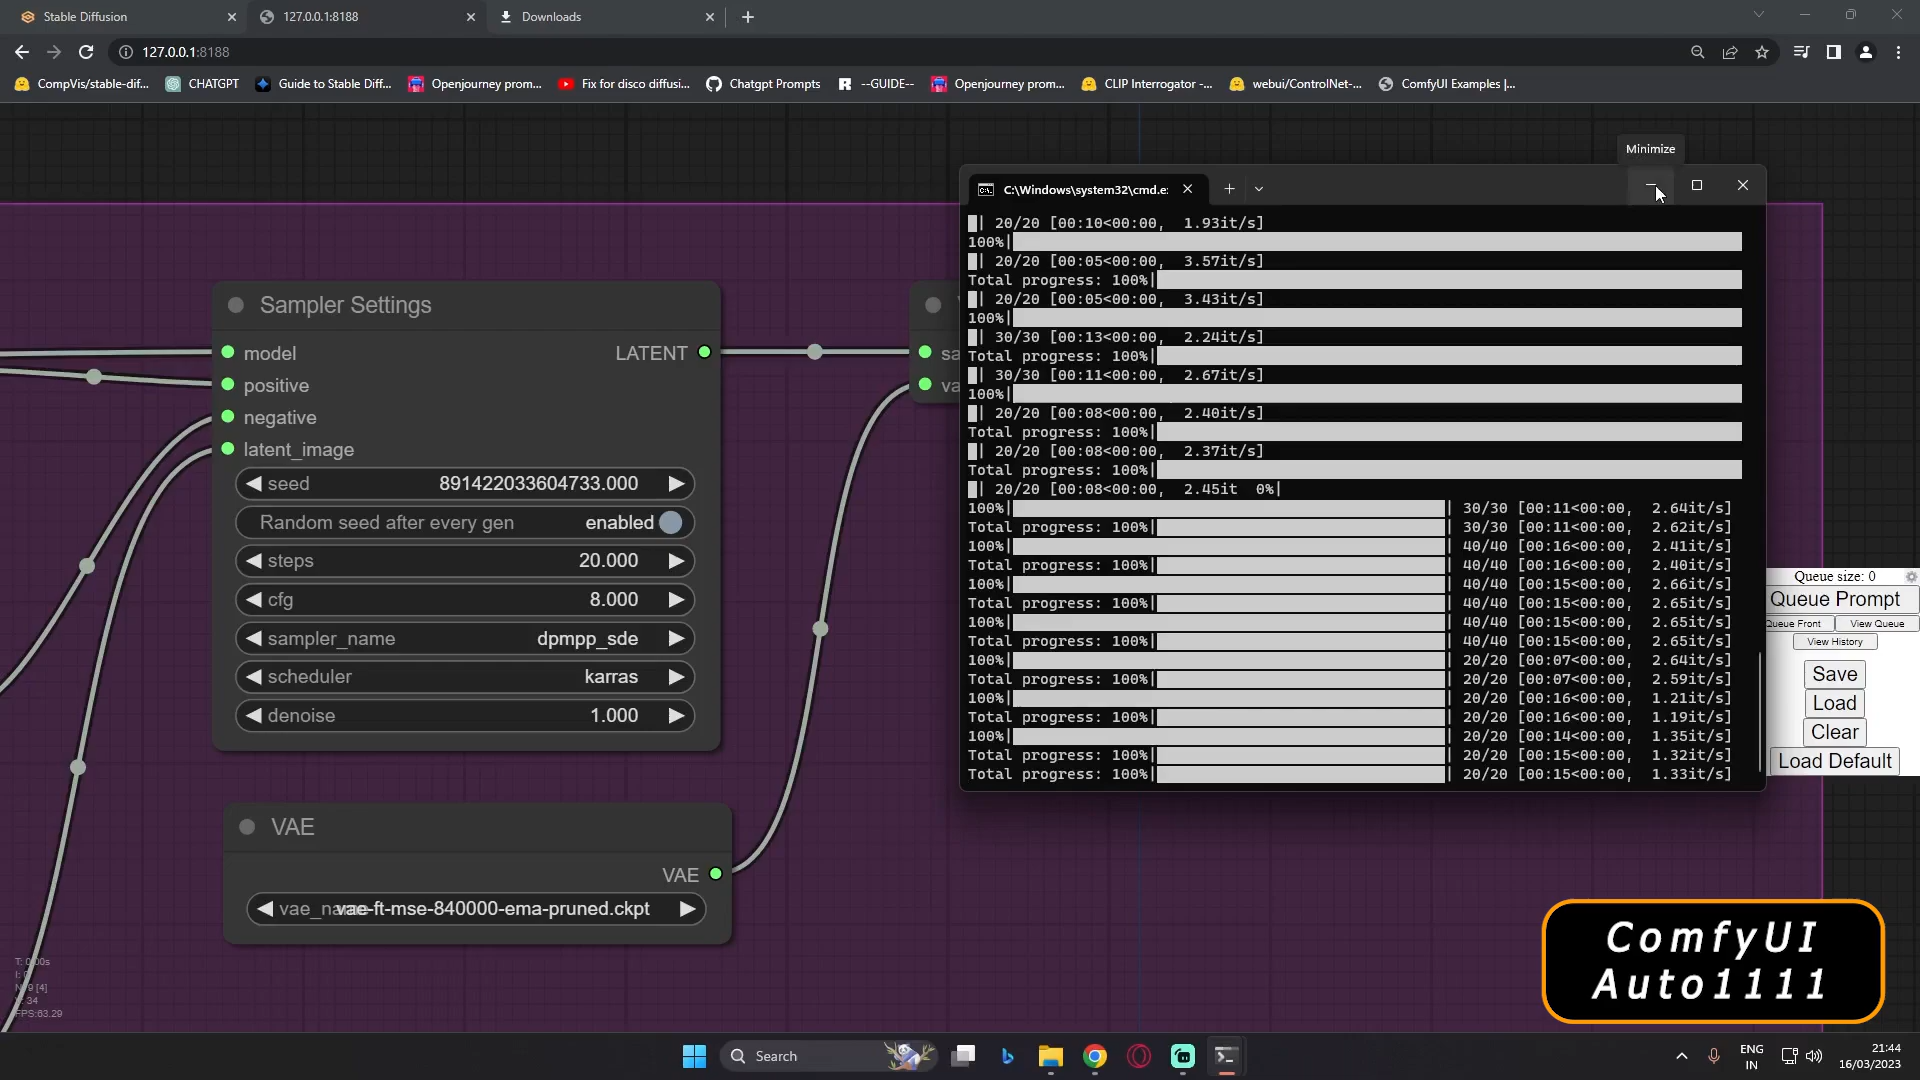 Stable Diffusion
127.0.0.1:8188
Downloads
127.0.0.1:8188
CompVis/stable-dif...
CHATGPT
Guide to Stable Diff...
Openjourney prom...
Fix for disco diffusi...
Chatgpt Prompts
--GUIDE--
Openjourney prom...
CLIP Interrogator -...
webui/ControlNet-...
ComfyUI Examples |...
Minimize
C:\Windows\system32\cmd.e:
| 20/20 [00:10<00:00, 1.93it/s]
100%|
| 20/20 [00:05<00:00, 3.57it/s]
Total progress: 100%|
| 20/20 [00:05<00:00, 3.43it/s]
100%|
| 30/30 [00:13<00:00, 2.24it/s]
Total progress: 100%|
| 30/30 [00:11<00:00, 2.67it/s]
100%|
| 20/20 [00:08<00:00, 2.40it/s]
Total progress: 100%|
| 20/20 [00:08<00:00, 2.37it/s]
Total progress: 100%|
| 20/20 [00:08<00:00, 2.45it 0%|
100%| | 30/30 [00:11<00:00, 2.64it/s]
Total progress: 100%| | 30/30 [00:11<00:00, 2.62it/s]
100%| | 40/40 [00:16<00:00, 2.41it/s]
Total progress: 100%| | 40/40 [00:16<00:00, 2.40it/s]
100%| | 40/40 [00:15<00:00, 2.66it/s]
Total progress: 100%| | 40/40 [00:15<00:00, 2.65it/s]
100%| | 40/40 [00:15<00:00, 2.65it/s]
Total progress: 100%| | 40/40 [00:15<00:00, 2.65it/s]
100%| | 20/20 [00:07<00:00, 2.64it/s]
Total progress: 100%| | 20/20 [00:07<00:00, 2.59it/s]
100%| | 20/20 [00:16<00:00, 1.21it/s]
Total progress: 100%| | 20/20 [00:16<00:00, 1.19it/s]
100%| | 20/20 [00:14<00:00, 1.35it/s]
Total progress: 100%| | 20/20 [00:15<00:00, 1.32it/s]
Total progress: 100%| | 20/20 [00:15<00:00, 1.33it/s]
Sampler Settings
model LATENT
positive
negative
latent_image
seed 891422033604733.000
Random seed after every gen enabled
steps 20.000
cfg 8.000
sampler_name dpmpp_sde
scheduler karras
denoise 1.000
sa
va
VAE
VAE
vae-ft-mse-840000-ema-pruned.ckpt
Queue size: 0
Queue Prompt
Queue Front View Queue
View History
Save
Load
Clear
Load Default
ComfyUI
Auto1111
FPS:63.29
Search
ENG
IN
21:44
16/03/2023